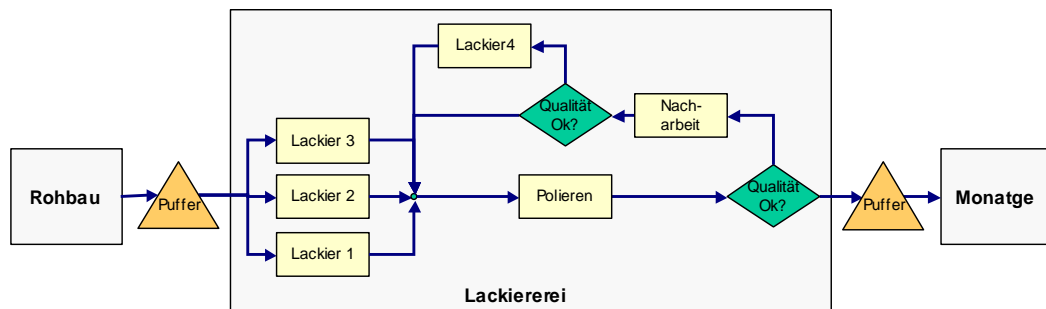 Lackier4
Qualität
Ok?
Nach-
arbeit
Lackier 3
Rohbau
Puffer
Lackier 2
Polieren
Qualität
Ok?
Puffer
Monatge
Lackier 1
Lackiererei